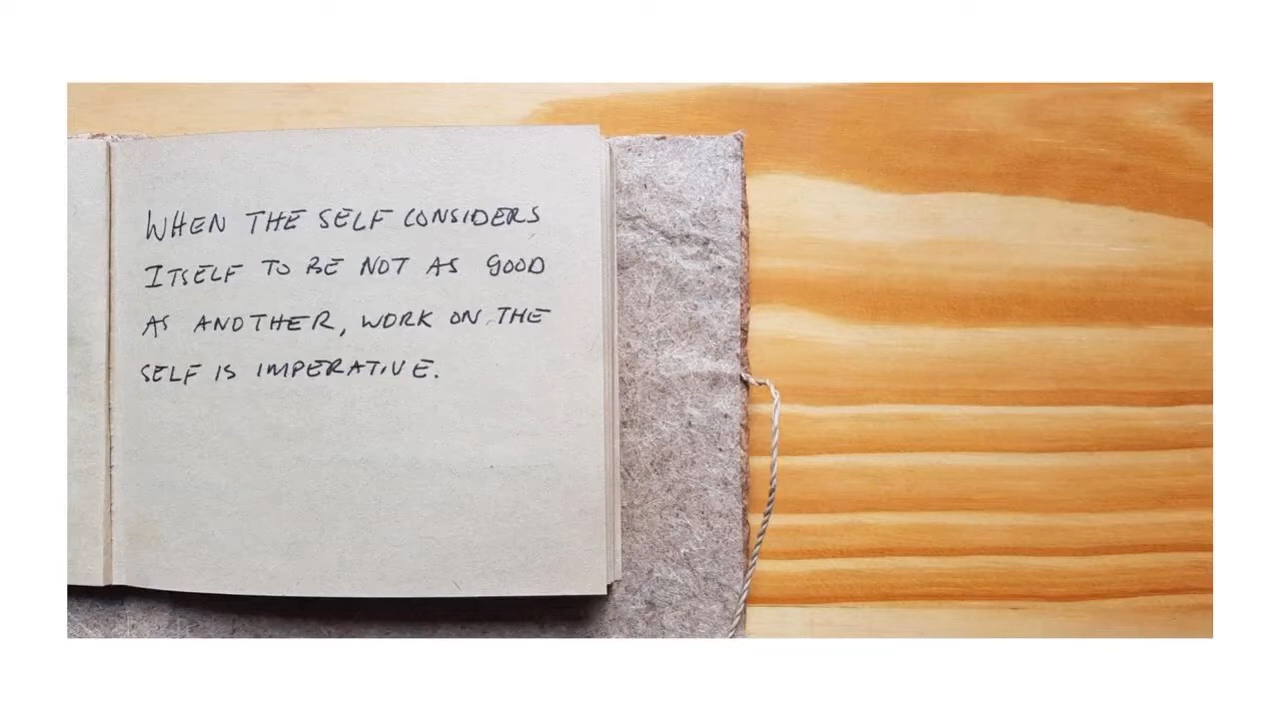 WHEN THE SELF CONSIDERS
ITSELF TO BE NOT AS GOOD
AS ANOTHER, WORK ON THE
SELF IS IMPERATIVE.